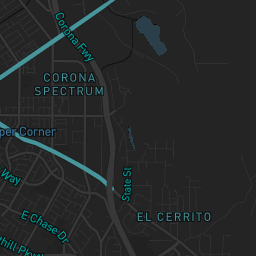 Corona Fwy
CORONA
SPECTRUM
per Corner
State St
Way
EL CERRITO
E Chase Dr